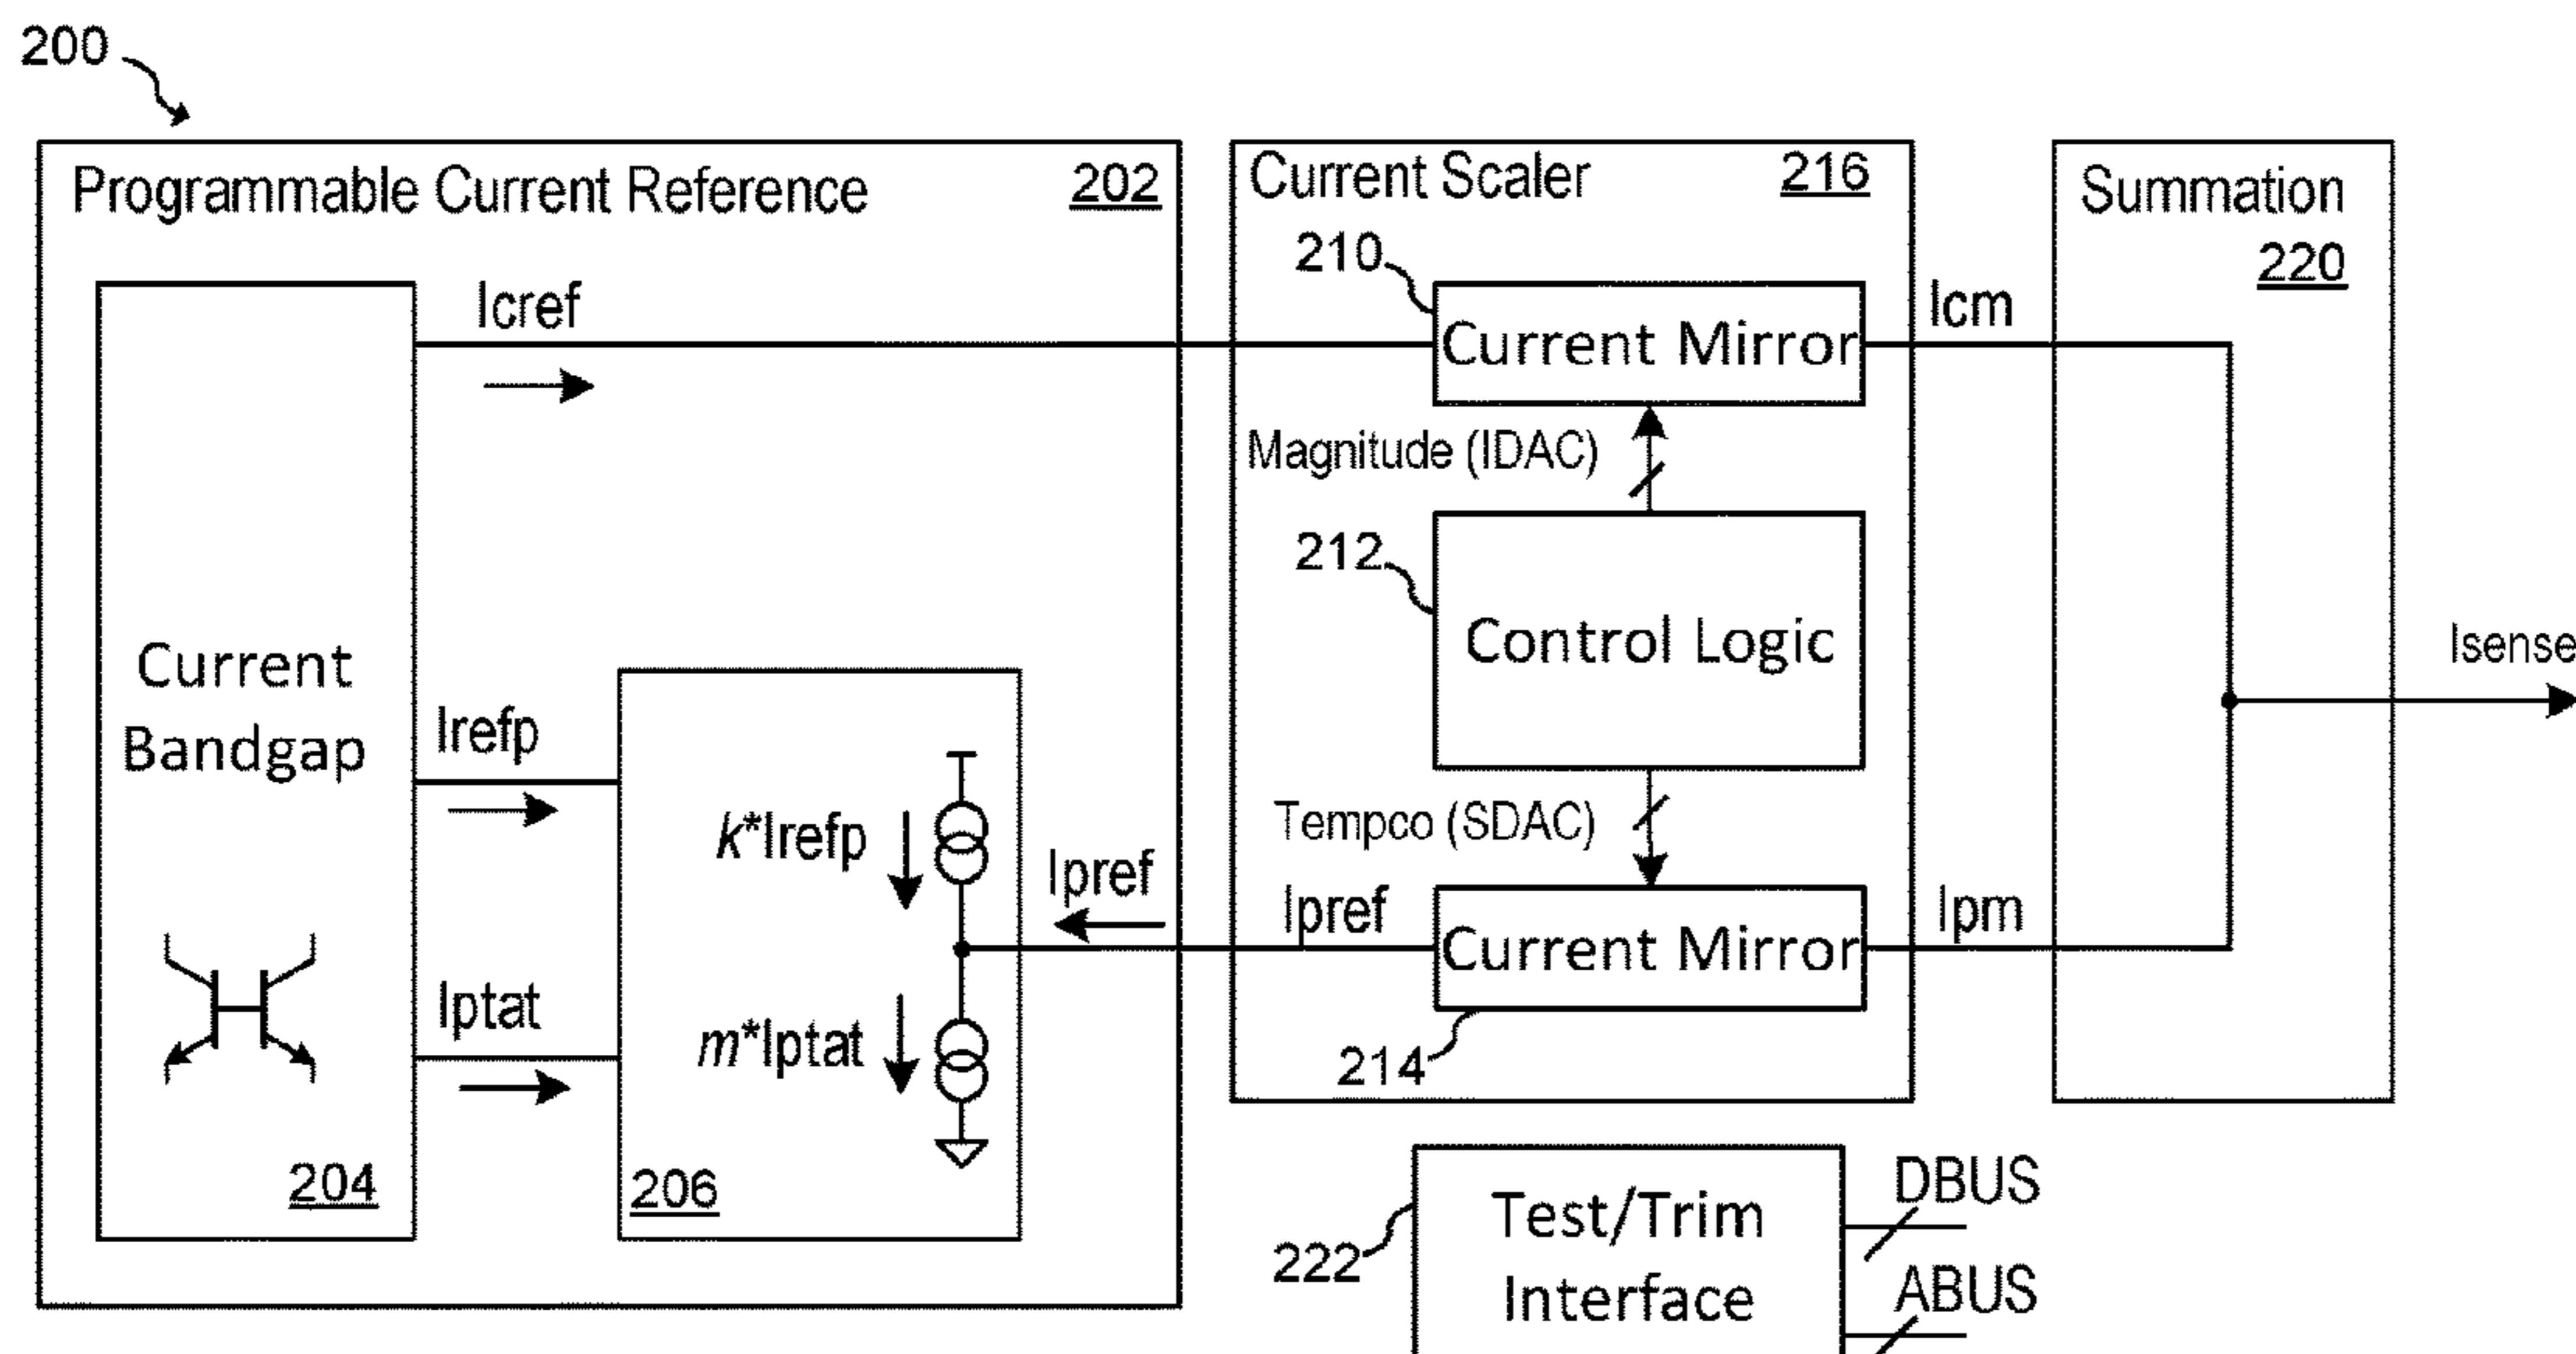 200
Programmable Current Reference
202
Current Scaler
216
Summation
220
210
Icref
Current Mirror
Icm
Magnitude (IDAC)
212
Control Logic
Isense
Current
Bandgap
Irefp
k*Irefp
Tempco (SDAC)
Ipref
Ipref
Current Mirror
Ipm
Iptat
m*Iptat
214
204
206
222
Test/Trim
Interface
DBUS
ABUS